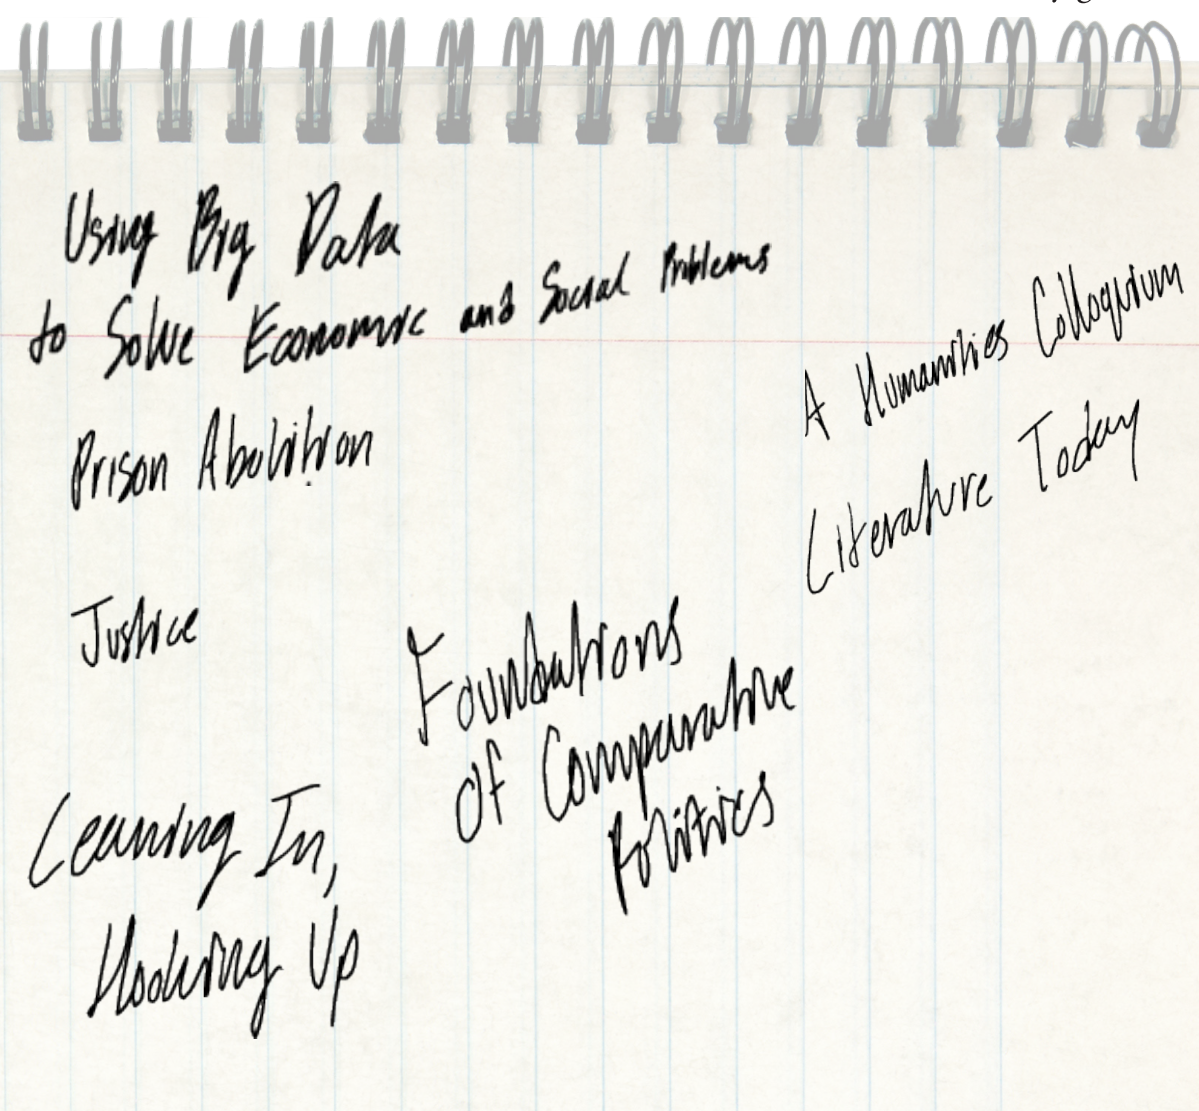 Using Big Data
to Solve Economic and Social Problems
Prison Abolition
Justice
Leaning In,
Hooking Up
Foundations
of Comparative
Politics
A Humanities Colloquium
Literature Today